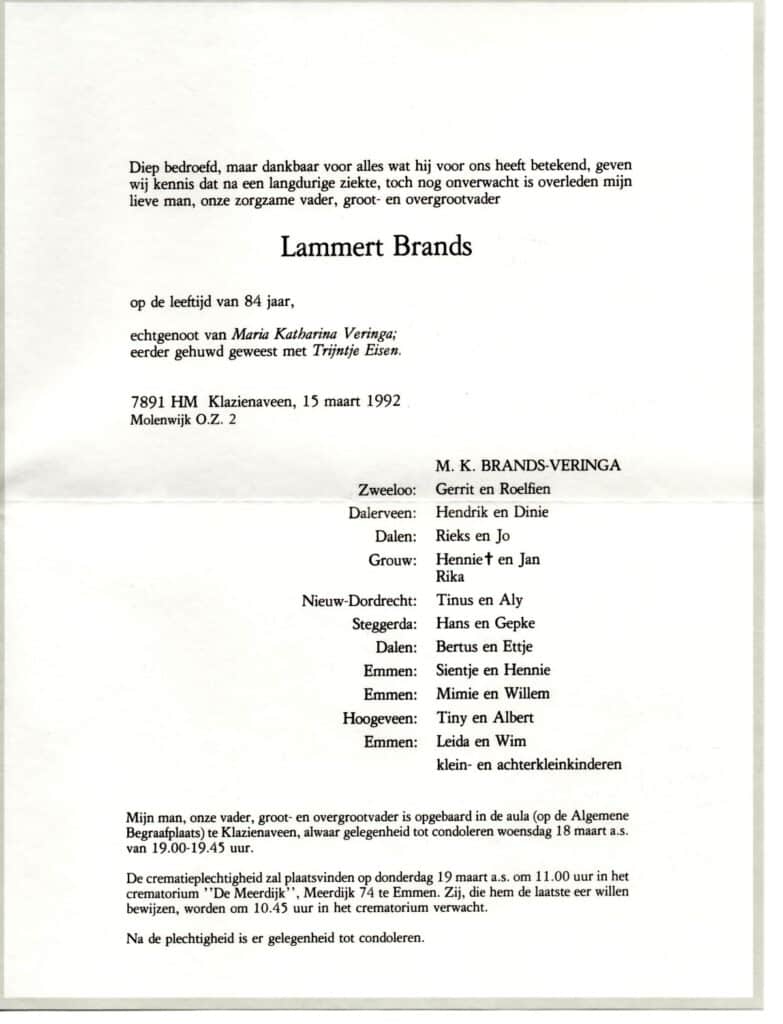 Diep bedroefd, maar dankbaar voor alles wat hij voor ons heeft betekend, geven
wij kennis dat na een langdurige ziekte, toch nog onverwacht is overleden mijn
lieve man, onze zorgzame vader, groot- en overgrootvader
Lammert Brands
op de leeftijd van 84 jaar,
echtgenoot van Maria Katharina Veringa;
eerder gehuwd geweest met Trijntje Eisen.
7891 HM Klazienaveen, 15 maart 1992
Molenwijk O.Z. 2
M. K. BRANDS-VERINGA
Zweeloo: Gerrit en Roelfien
Dalerveen: Hendrik en Dinie
Dalen: Rieks en Jo
Grouw: Hennie✝ en Jan
Rika
Nieuw-Dordrecht: Tinus en Aly
Steggerda: Hans en Gepke
Dalen: Bertus en Ettje
Emmen: Sientje en Hennie
Emmen: Mimie en Willem
Hoogeveen: Tiny en Albert
Emmen: Leida en Wim
klein- en achterkleinkinderen
Mijn man, onze vader, groot- en overgrootvader is opgebaard in de aula (op de Algemene
Begraafplaats) te Klazienaveen, alwaar gelegenheid tot condoleren woensdag 18 maart a.s.
van 19.00-19.45 uur.
De crematieplechtigheid zal plaatsvinden op donderdag 19 maart a.s. om 11.00 uur in het
crematorium ''De Meerdijk'', Meerdijk 74 te Emmen. Zij, die hem de laatste eer willen
bewijzen, worden om 10.45 uur in het crematorium verwacht.
Na de plechtigheid is er gelegenheid tot condoleren.